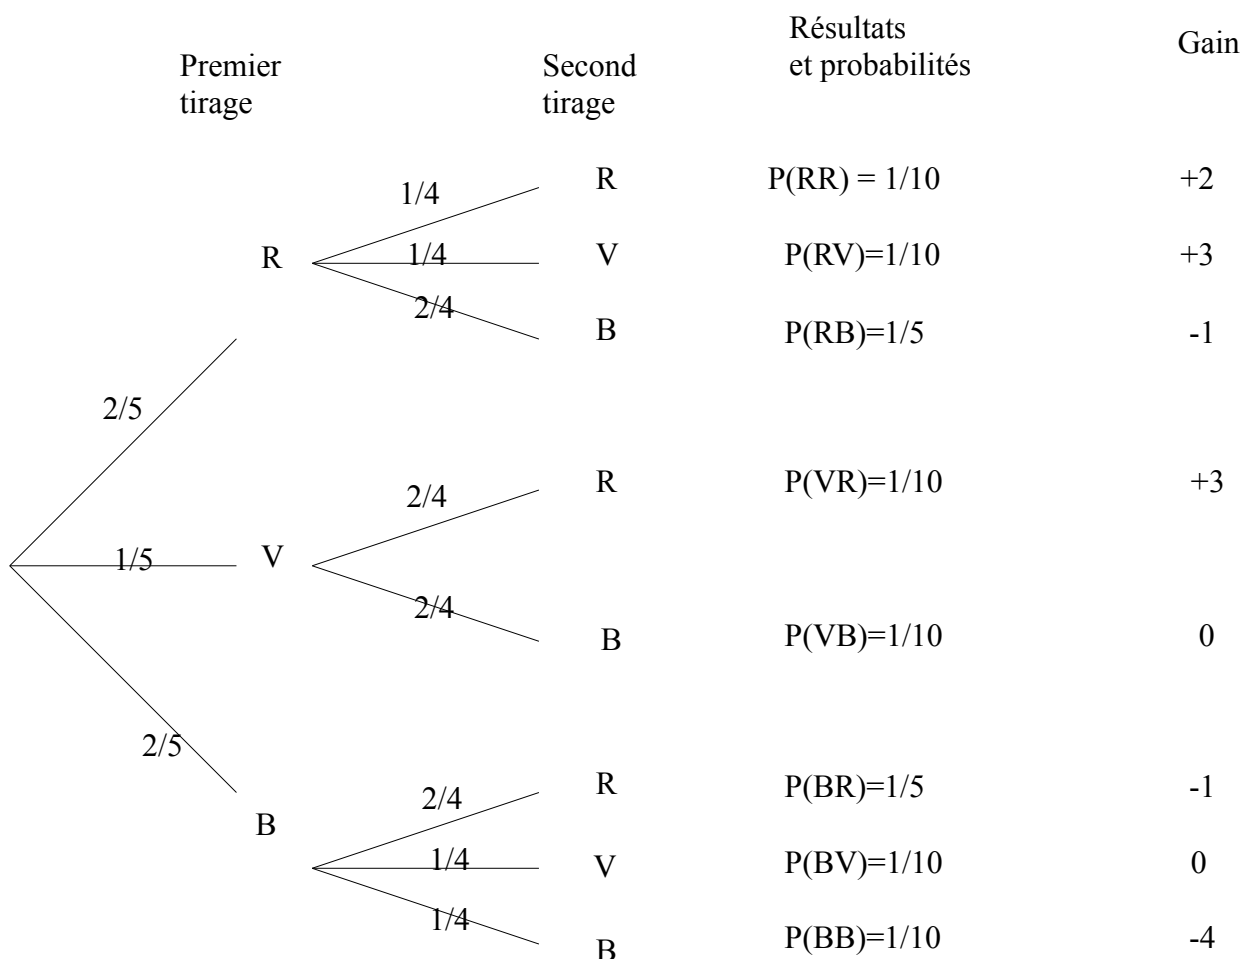 Premier
tirage
Second
tirage
Résultats
et probabilités
Gain
1/4
R
P(RR) = 1/10
+2
R
1/4
V
P(RV)=1/10
+3
2/4
B
P(RB)=1/5
-1
2/5
2/4
R
P(VR)=1/10
+3
1/5
V
2/4
B
P(VB)=1/10
0
2/5
2/4
R
P(BR)=1/5
-1
B
1/4
V
P(BV)=1/10
0
1/4
B
P(BB)=1/10
-4